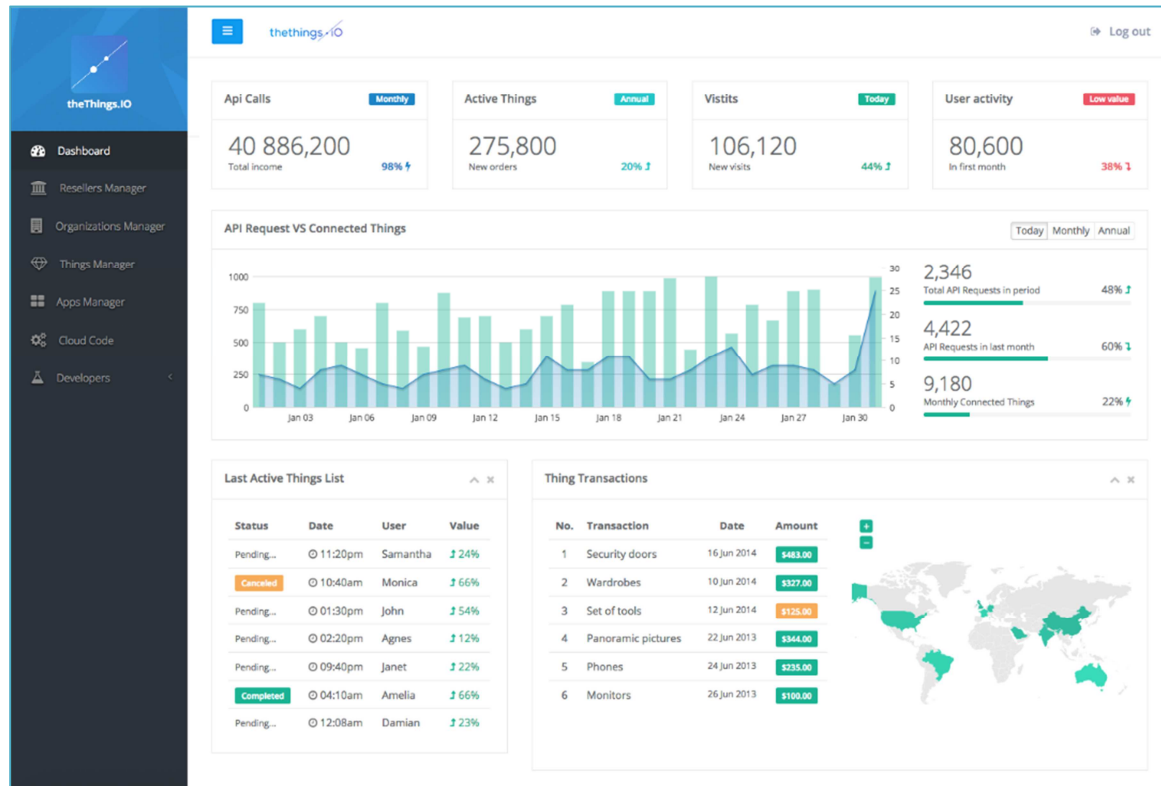 theThings.IO
Dashboard
Resellers Manager
Organizations Manager
Things Manager
Apps Manager
Cloud Code
Developers
thethings.iO
Log out
Api Calls Monthly
40 886,200
Total income 98%
Active Things Annual
275,800
New orders 20%
Vistits Today
106,120
New visits 44%
User activity Low value
80,600
In first month 38%
API Request VS Connected Things
Today Monthly Annual
1000
750
500
250
0
30
25
20
15
10
5
0
Jan 03 Jan 06 Jan 09 Jan 12 Jan 15 Jan 18 Jan 21 Jan 24 Jan 27 Jan 30
2,346
Total API Requests in period 48%
4,422
API Requests in last month 60%
9,180
Monthly Connected Things 22%
Last Active Things List
Status Date User Value
Pending... 11:20pm Samantha 24%
Canceled 10:40am Monica 66%
Pending... 01:30pm John 54%
Pending... 02:20pm Agnes 12%
Pending... 09:40pm Janet 22%
Completed 04:10am Amelia 66%
Pending... 12:08am Damian 23%
Thing Transactions
No. Transaction Date Amount
1 Security doors 16 Jun 2014 $483.00
2 Wardrobes 10 Jun 2014 $327.00
3 Set of tools 12 Jun 2014 $125.00
4 Panoramic pictures 22 Jun 2013 $344.00
5 Phones 24 Jun 2013 $235.00
6 Monitors 26 Jun 2013 $100.00
+
−